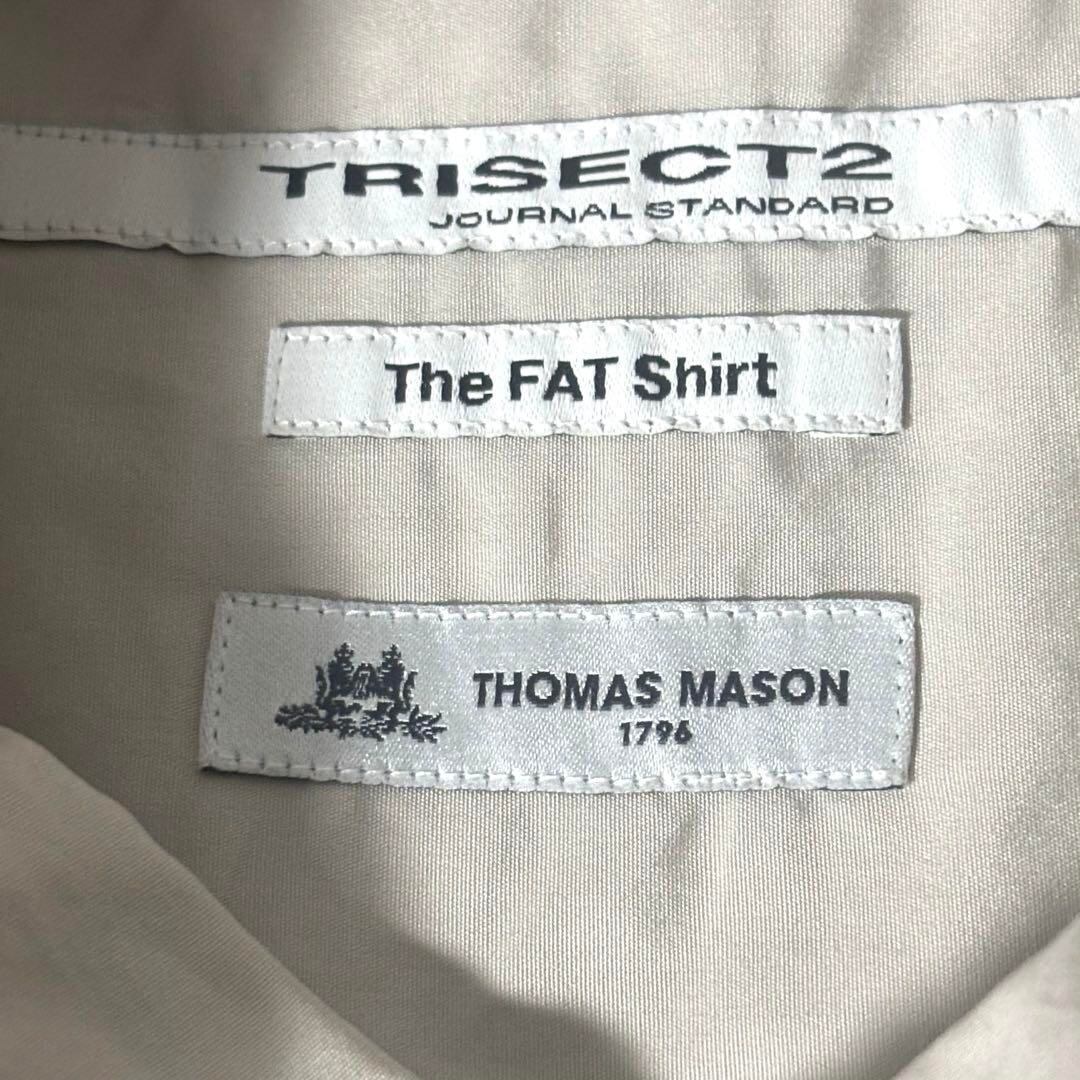 TRISECT2
JOURNAL STANDARD
The FAT Shirt
THOMAS MASON
1796